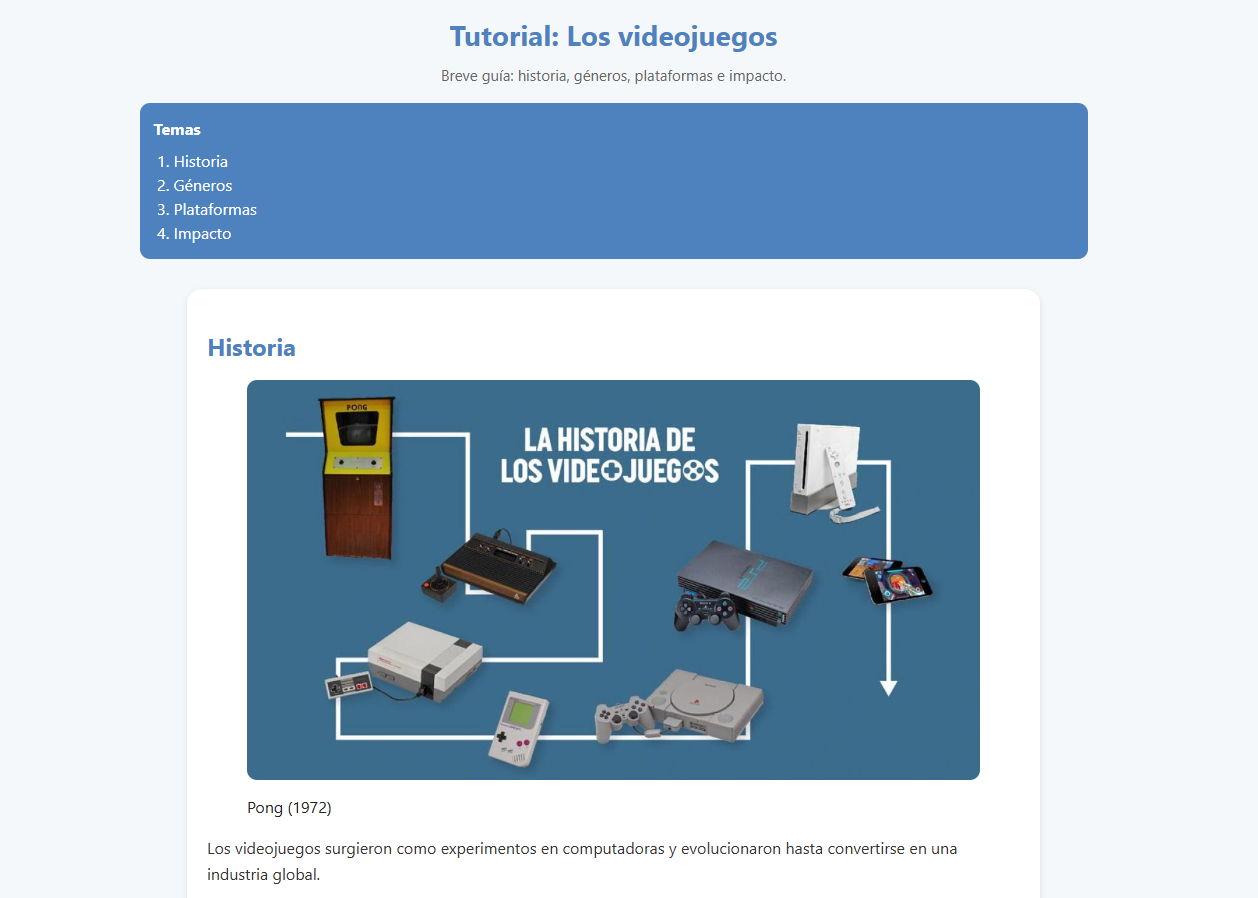 Tutorial: Los videojuegos
Breve guía: historia, géneros, plataformas e impacto.
Temas
1. Historia
2. Géneros
3. Plataformas
4. Impacto
Historia
PONG
LA HISTORIA DE
LOS VIDEOJUEGOS
Pong (1972)
Los videojuegos surgieron como experimentos en computadoras y evolucionaron hasta convertirse en una
industria global.